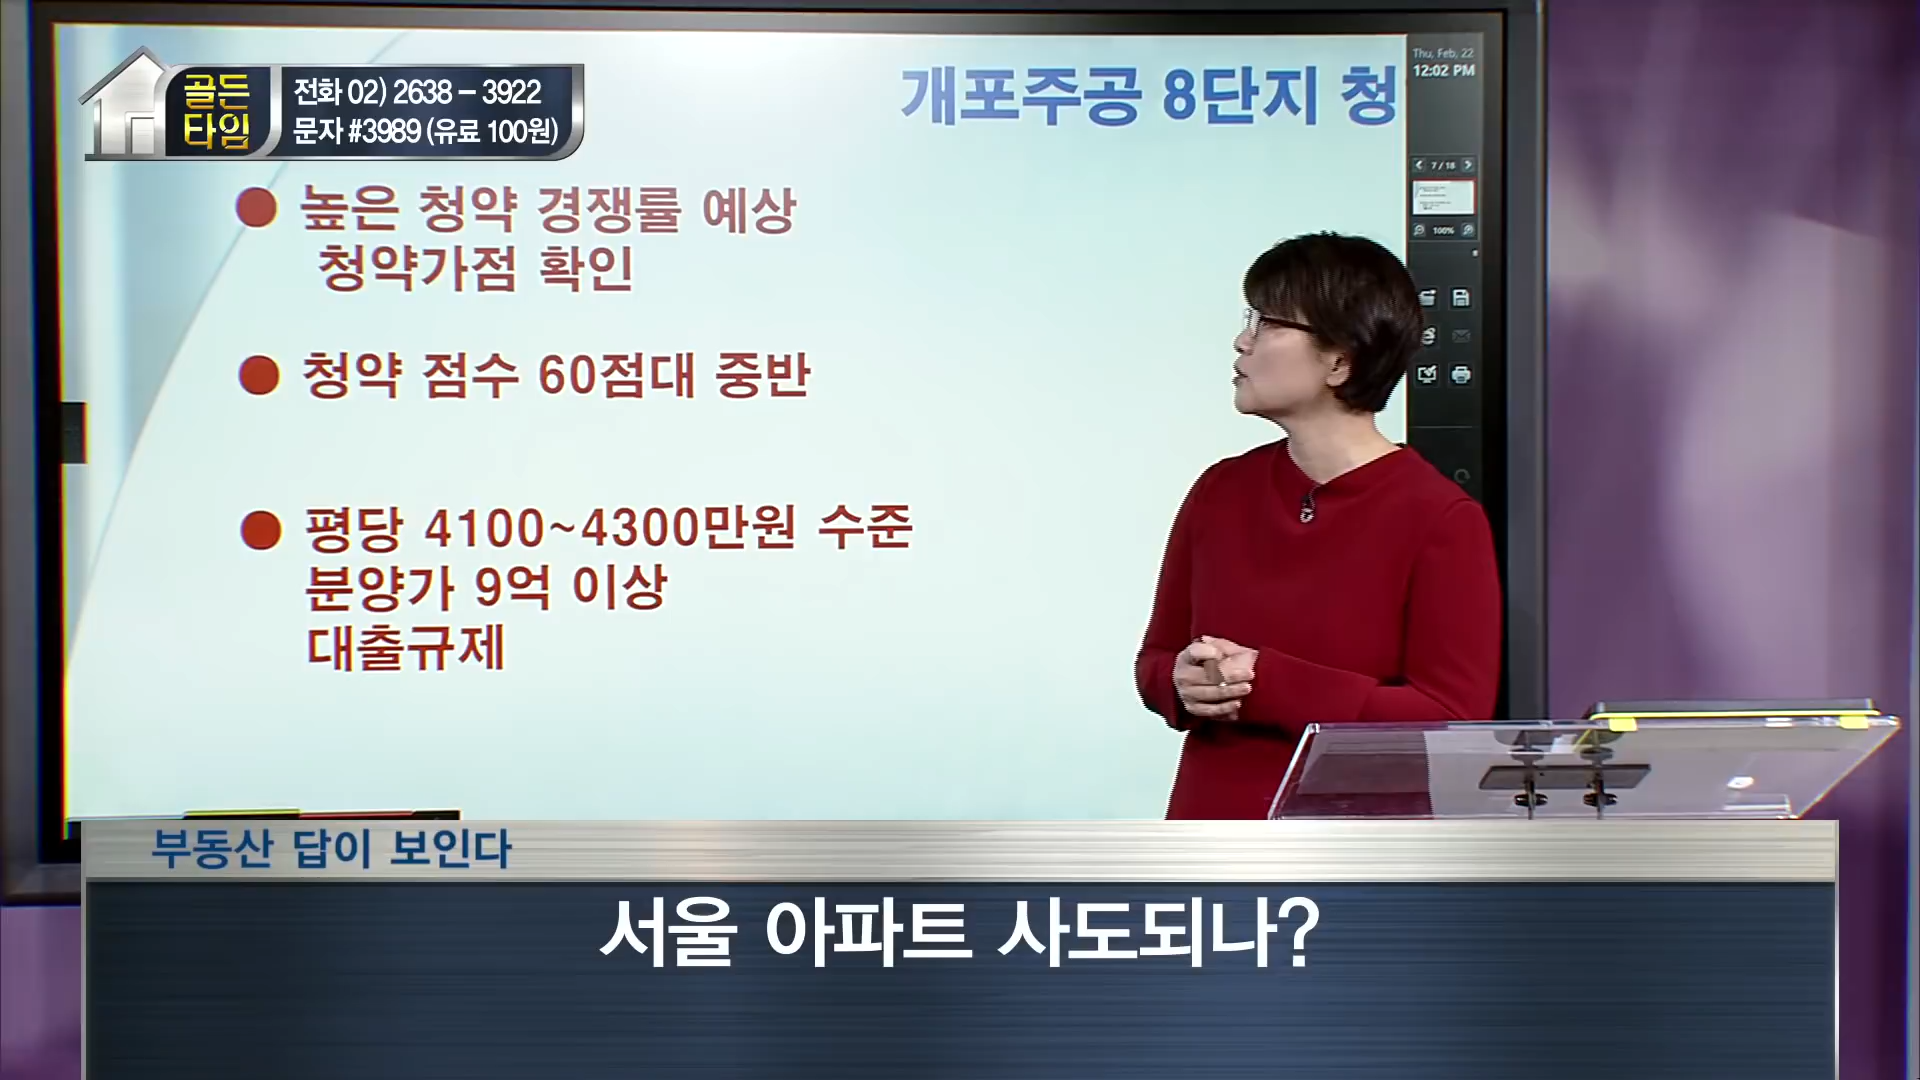 골든
타임
전화 02) 2638 - 3922
문자 #3989 (유료 100원)
개포주공 8단지 청
Thu, Feb, 22
12:02 PM
7 / 18
100%
● 높은 청약 경쟁률 예상
청약가점 확인
● 청약 점수 60점대 중반
● 평당 4100~4300만원 수준
분양가 9억 이상
대출규제
부동산 답이 보인다
서울 아파트 사도되나?